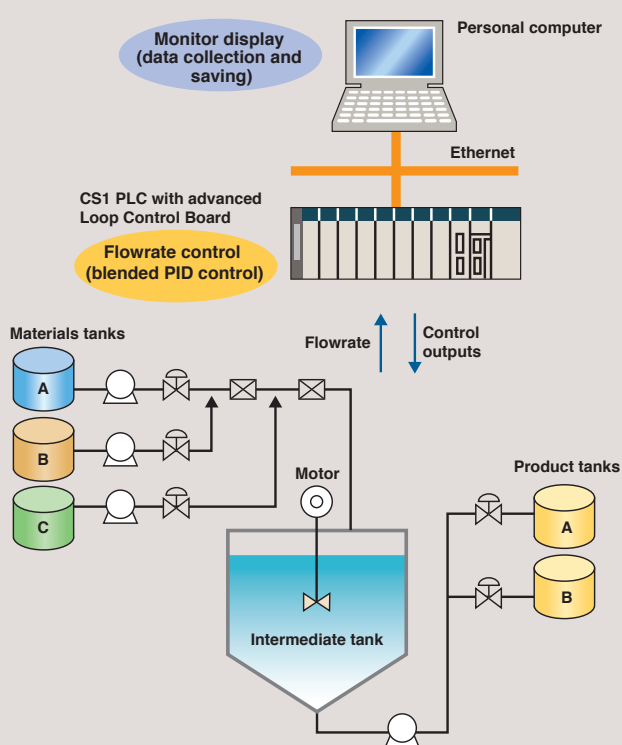 Monitor display
(data collection and
saving)
Personal computer
Ethernet
CS1 PLC with advanced
Loop Control Board
Flowrate control
(blended PID control)
Flowrate
Control
outputs
Materials tanks
A
B
C
Motor
Product tanks
A
B
Intermediate tank